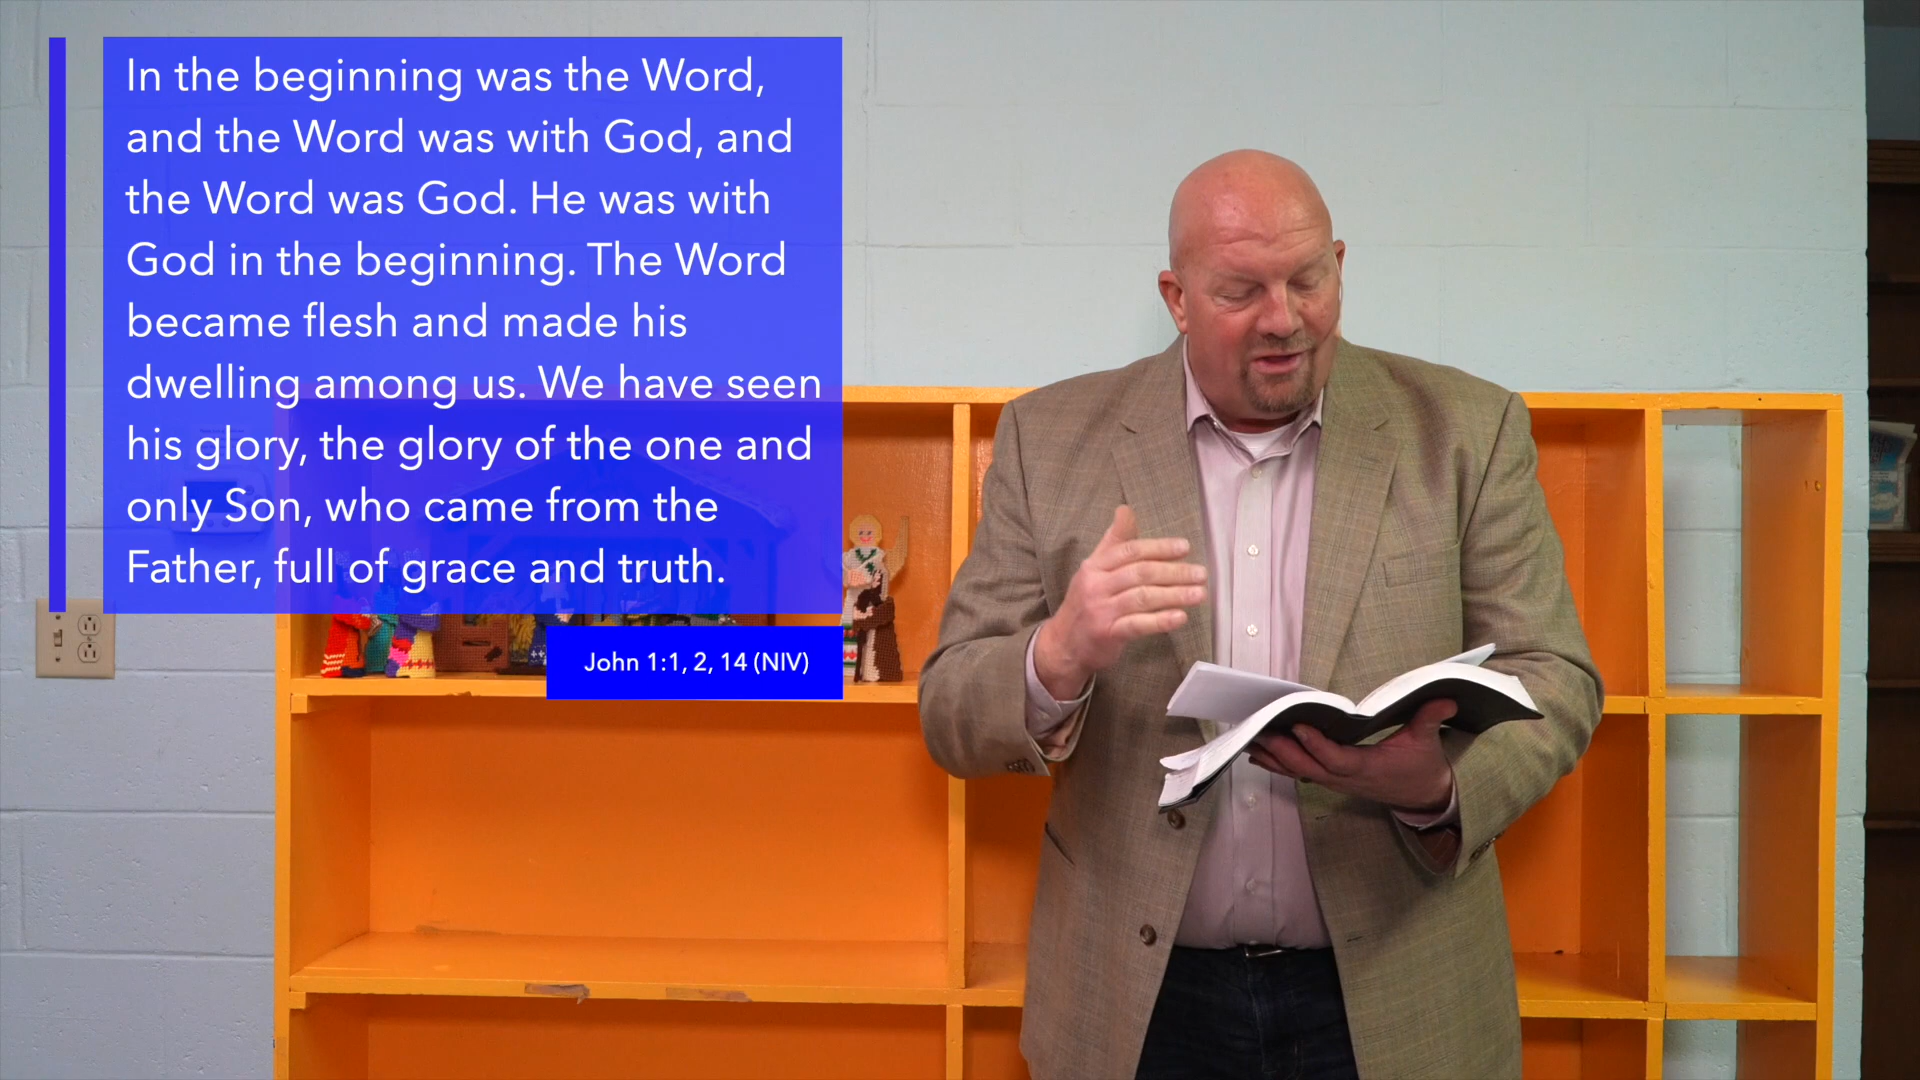 In the beginning was the Word,
and the Word was with God, and
the Word was God. He was with
God in the beginning. The Word
became flesh and made his
dwelling among us. We have seen
his glory, the glory of the one and
only Son, who came from the
Father, full of grace and truth.
John 1:1, 2, 14 (NIV)